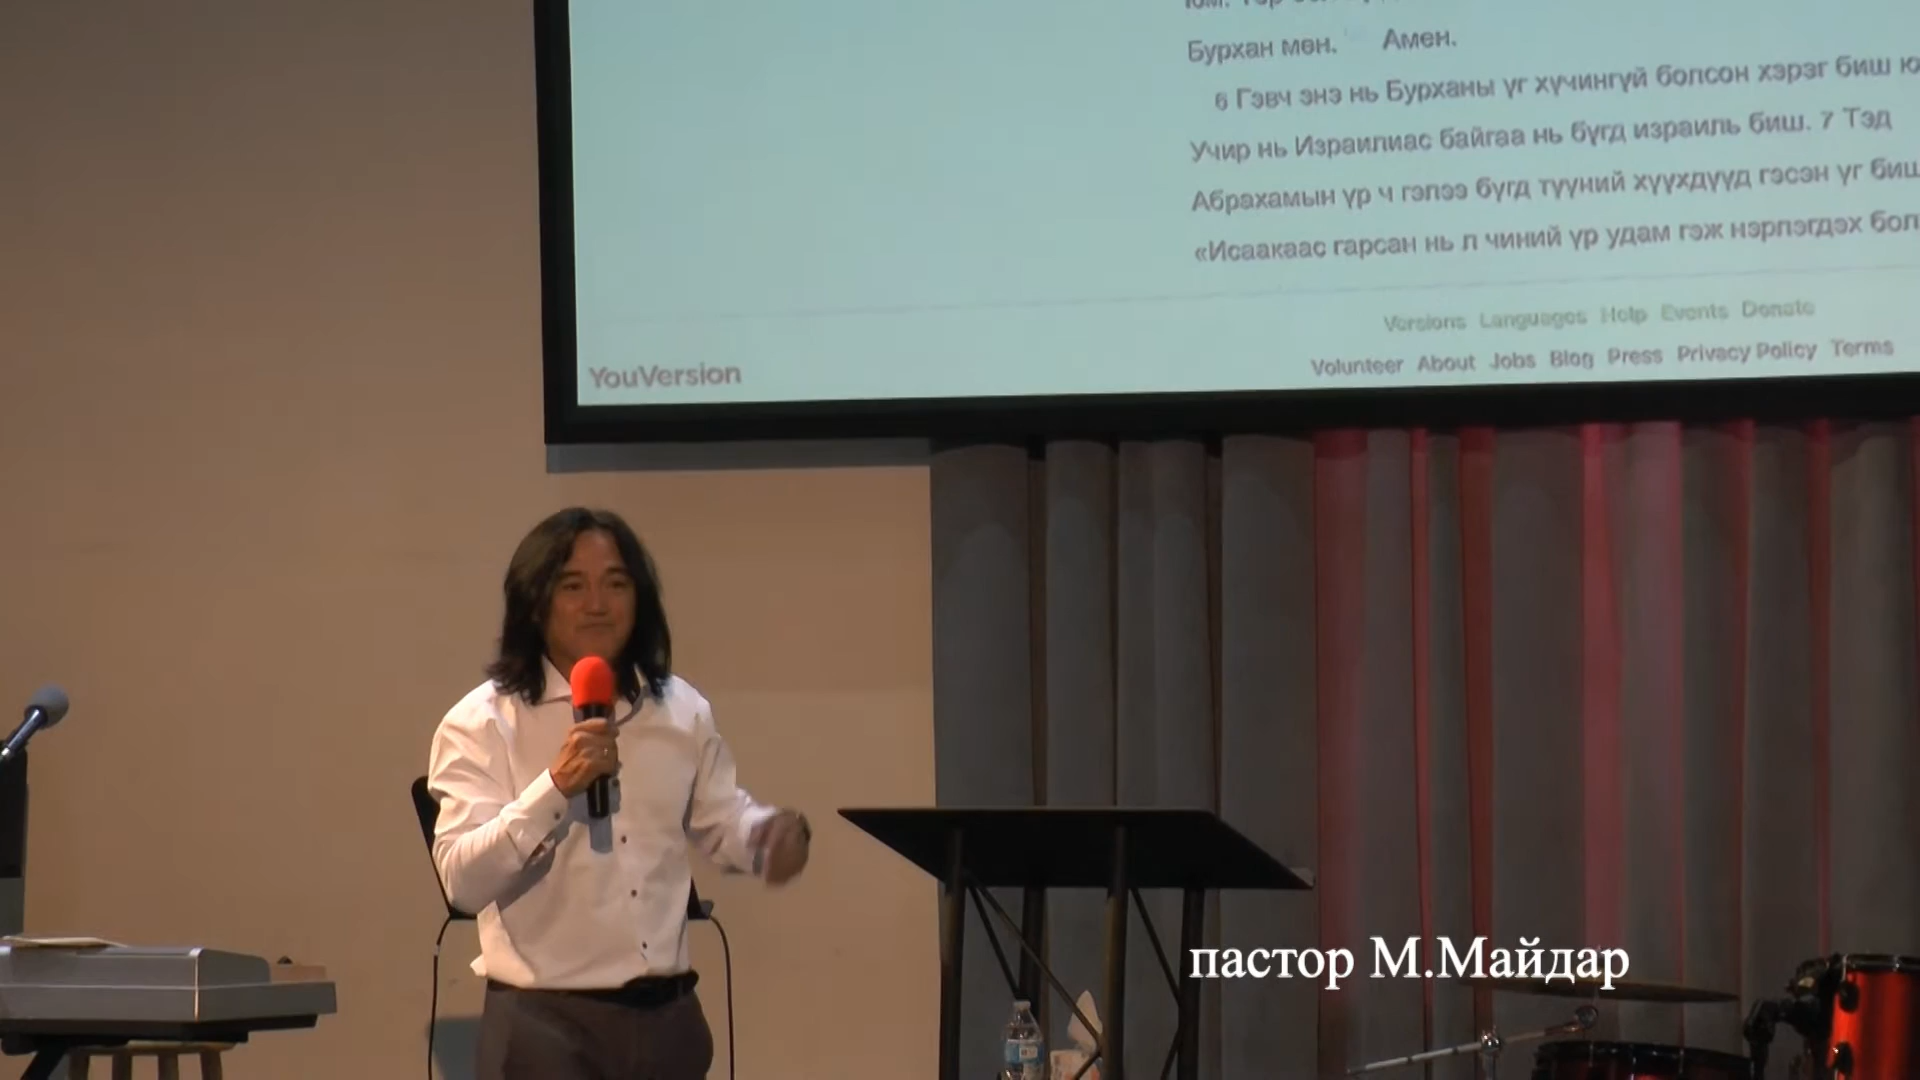 Бурхан мөн. Амен.
6 Гэвч энэ нь Бурханы үг хүчингүй болсон хэрэг биш
Учир нь Израилиас байгаа нь бүгд израиль биш. 7 Тэд
Абрахамын үр ч гэлээ бүгд түүний хүүхдүүд гэсэн үг биш
«Исаакаас гарсан нь л чиний үр удам гэж нэрлэгдэх
Versions Languages Help Events Donate
YouVersion
Volunteer About Jobs Blog Press Privacy Policy Terms
пастор М.Майдар